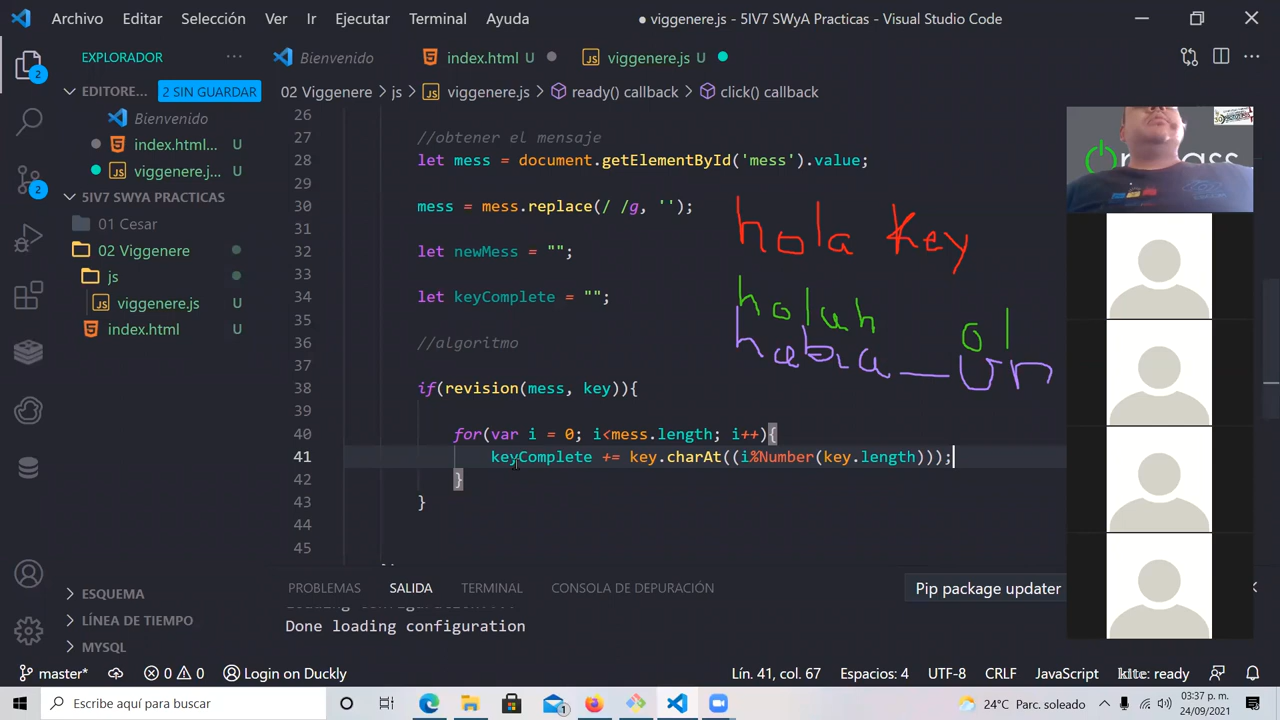 Archivo Editar Selección Ver Ir Ejecutar Terminal Ayuda
● viggenere.js - 5IV7 SWyA Practicas - Visual Studio Code
EXPLORADOR ···
Bienvenido
index.html U
JS viggenere.js U
EDITORE... 2 SIN GUARDAR
02 Viggenere > js > JS viggenere.js > ready() callback > click() callback
Bienvenido
index.html... U
JS viggenere.j... U
5IV7 SWYA PRACTICAS
01 Cesar
02 Viggenere
js
JS viggenere.js U
index.html U
26
27 //obtener el mensaje
28 let mess = document.getElementById('mess').value;
29
30 mess = mess.replace(/ /g, '');
31
32 let newMess = "";
33
34 let keyComplete = "";
35
36 //algoritmo
37
38 if(revision(mess, key)){
39
40 for(var i = 0; i<mess.length; i++){
41 keyComplete += key.charAt((i%Number(key.length)));
42 }
43 }
44
45
hola key
holah ol
habia_un
ESQUEMA
LÍNEA DE TIEMPO
MYSQL
PROBLEMAS SALIDA TERMINAL CONSOLA DE DEPURACIÓN
Pip package updater
Done loading configuration
master* 0 0 Login on Duckly
Lín. 41, col. 67 Espacios: 4 UTF-8 CRLF JavaScript kite: ready
Escribe aquí para buscar
24°C Parc. soleado
03:37 p. m.
24/09/2021